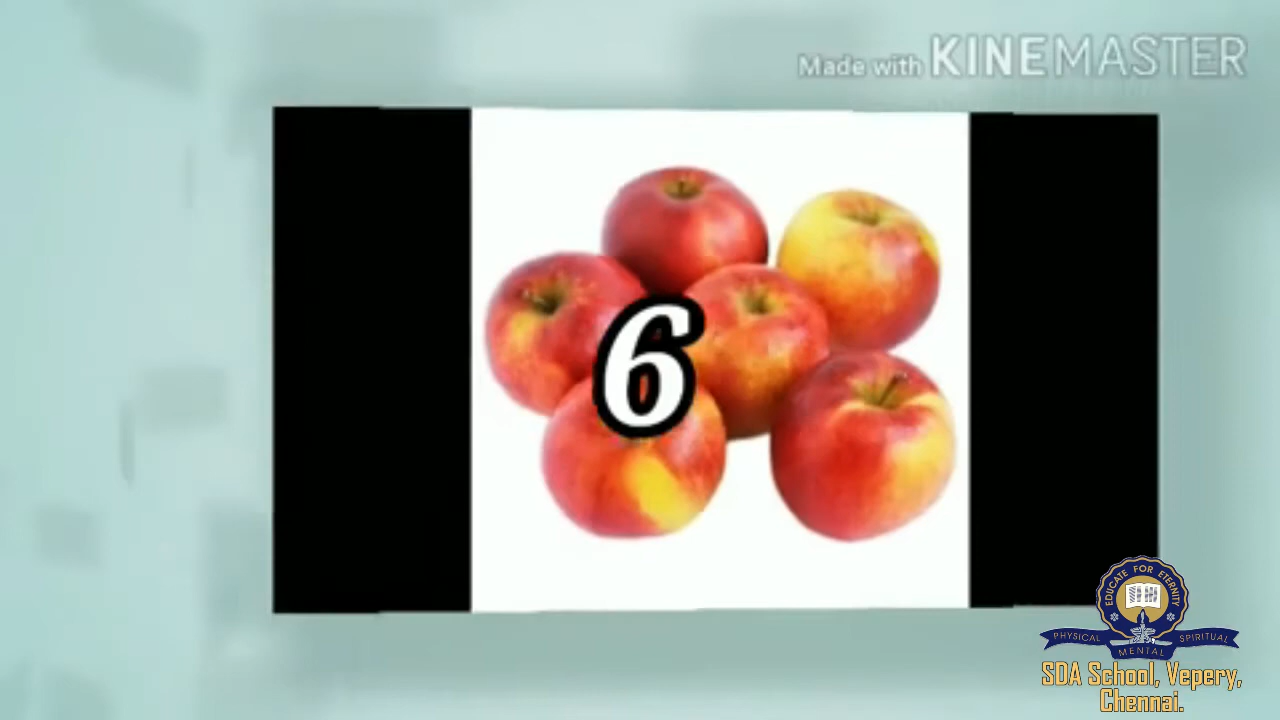 Made with KINEMASTER
6
EDUCATE FOR ETERNITY
PHYSICAL
MENTAL
SPIRITUAL
SDA School, Vepery,
Chennai.